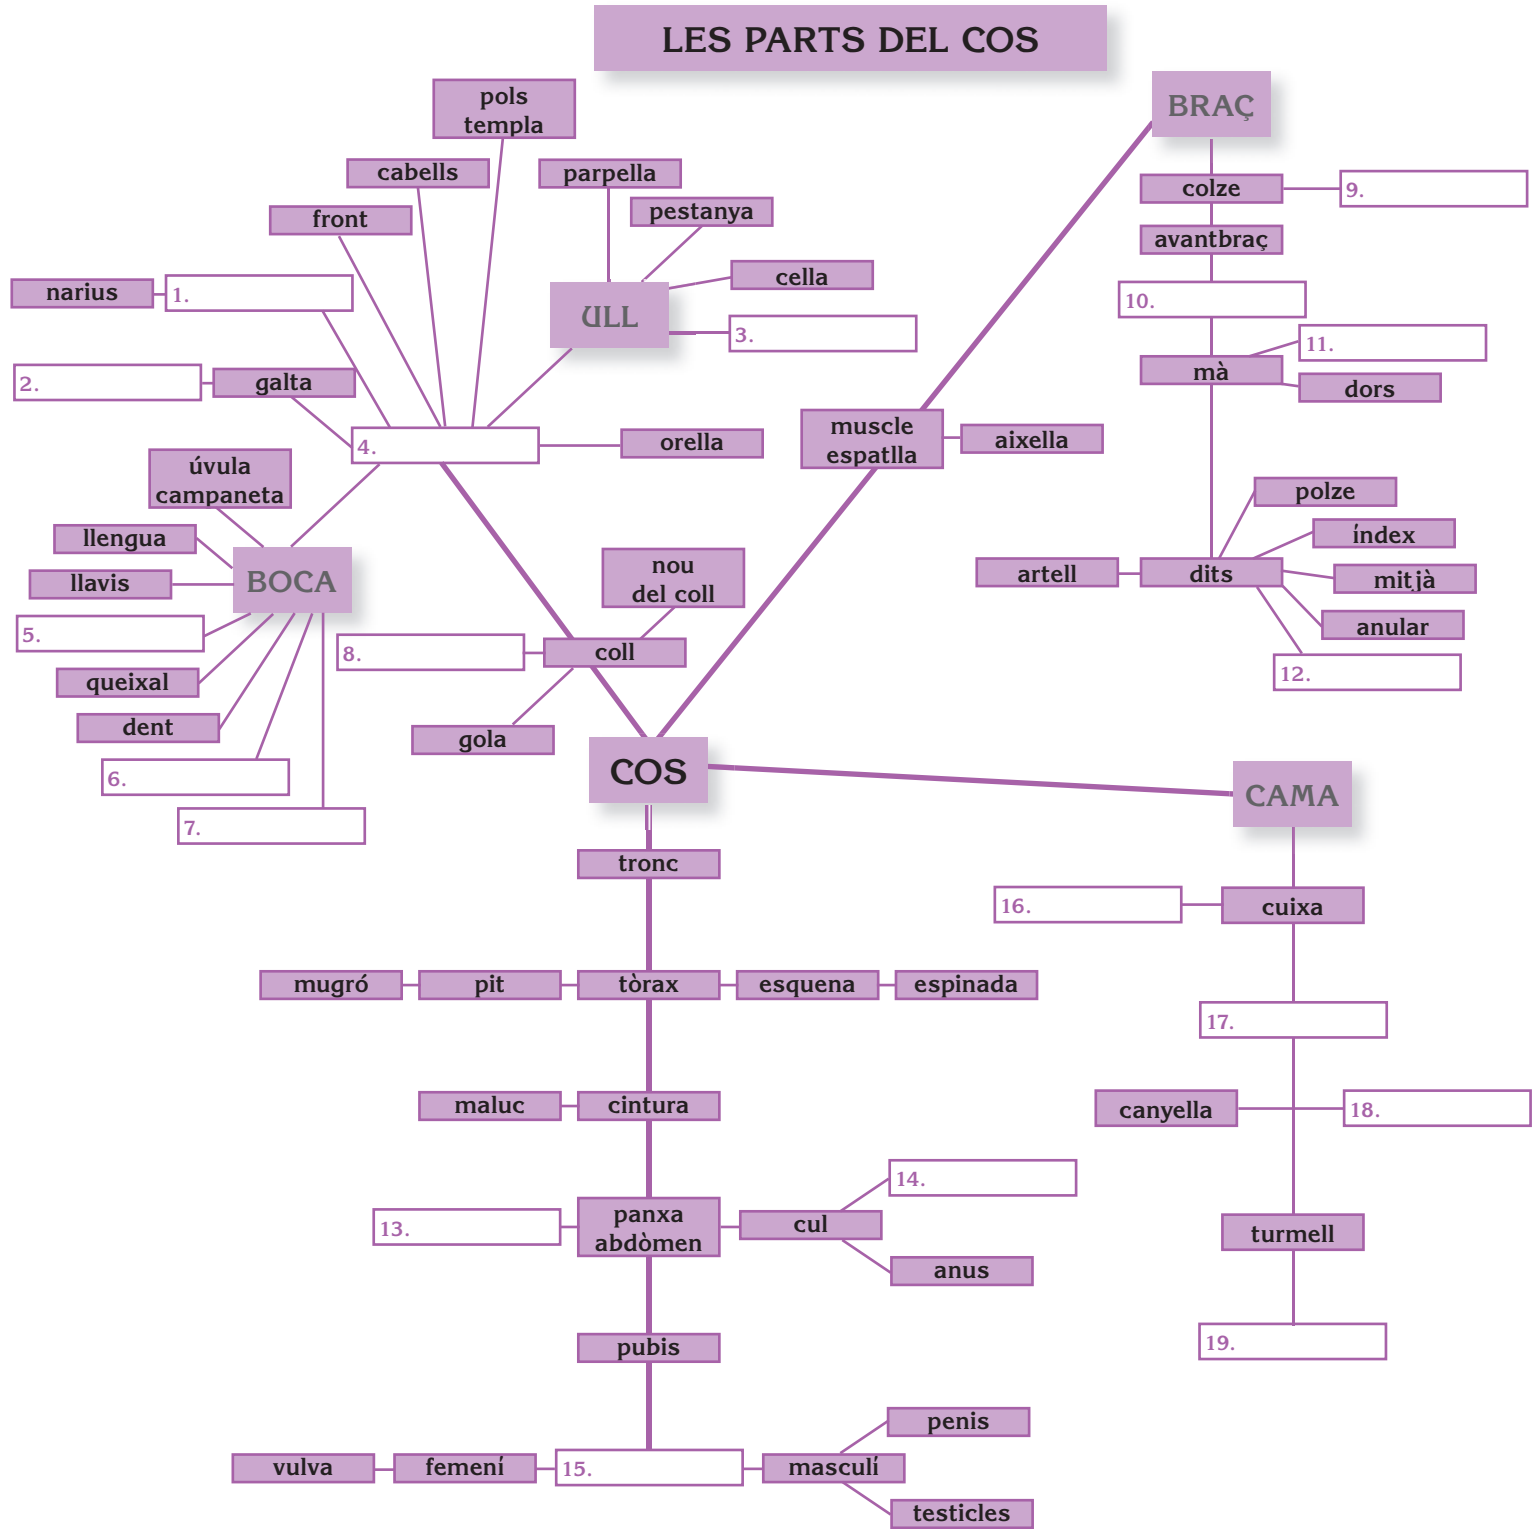 LES PARTS DEL COS
pols
templa
BRAÇ
cabells
parpella
colze
9.
front
pestanya
avantbraç
narius
1.
cella
10.
ULL
3.
11.
mà
2.
galta
dors
4.
orella
muscle
espatlla
aixella
úvula
campaneta
polze
llengua
índex
BOCA
llavis
nou
del coll
artell
dits
mitjà
5.
anular
8.
coll
12.
queixal
dent
gola
6.
COS
CAMA
7.
tronc
16.
cuixa
mugró
pit
tòrax
esquena
espinada
17.
maluc
cintura
canyella
18.
14.
13.
panxa
abdòmen
cul
turmell
anus
pubis
19.
penis
vulva
femení
15.
masculí
testicles